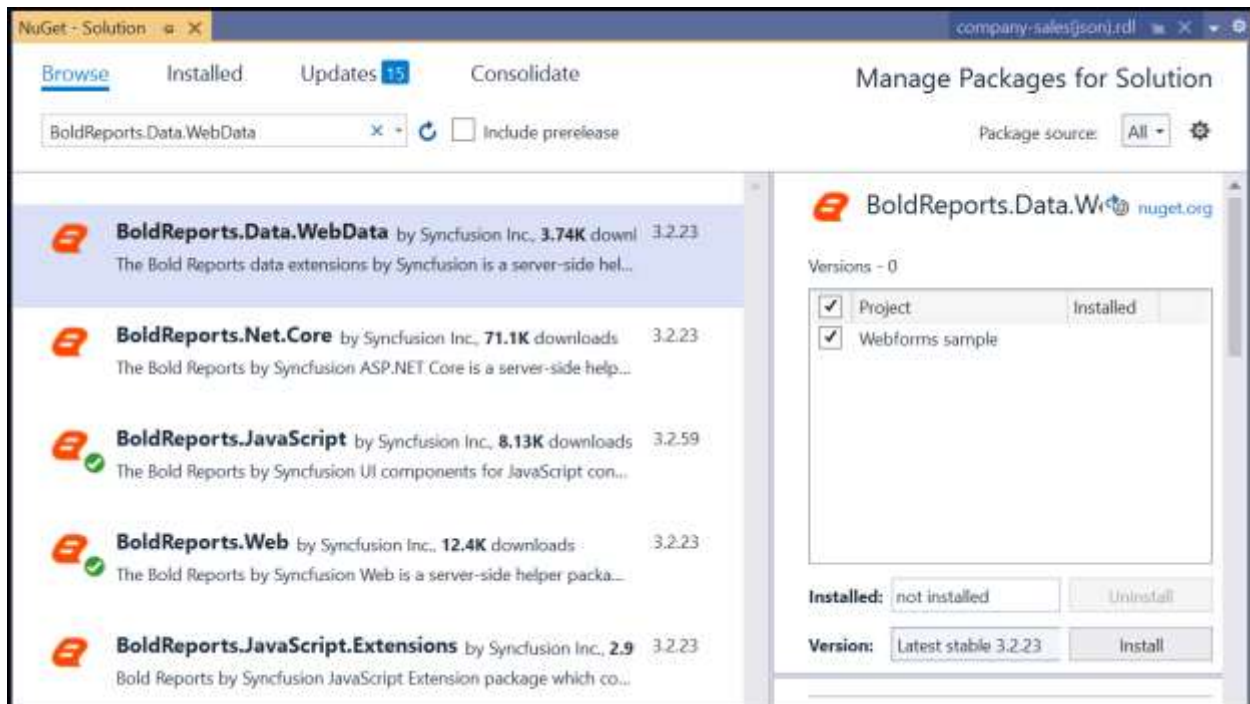 NuGet - Solution
company-sales(json).rdl
Browse Installed Updates 15 Consolidate
Manage Packages for Solution
BoldReports.Data.WebData
Include prerelease
Package source: All
BoldReports.Data.WebData by Syncfusion Inc., 3.74K downl 3.2.23
The Bold Reports data extensions by Syncfusion is a server-side hel...
BoldReports.Net.Core by Syncfusion Inc., 71.1K downloads 3.2.23
The Bold Reports by Syncfusion ASP.NET Core is a server-side help...
BoldReports.JavaScript by Syncfusion Inc., 8.13K downloads 3.2.59
The Bold Reports by Syncfusion UI components for JavaScript con...
BoldReports.Web by Syncfusion Inc., 12.4K downloads 3.2.23
The Bold Reports by Syncfusion Web is a server-side helper packa...
BoldReports.JavaScript.Extensions by Syncfusion Inc., 2.9 3.2.23
Bold Reports by Syncfusion JavaScript Extension package which co...
BoldReports.Data.W
nuget.org
Versions - 0
Project Installed
Webforms sample
Installed: not installed Uninstall
Version: Latest stable 3.2.23 Install